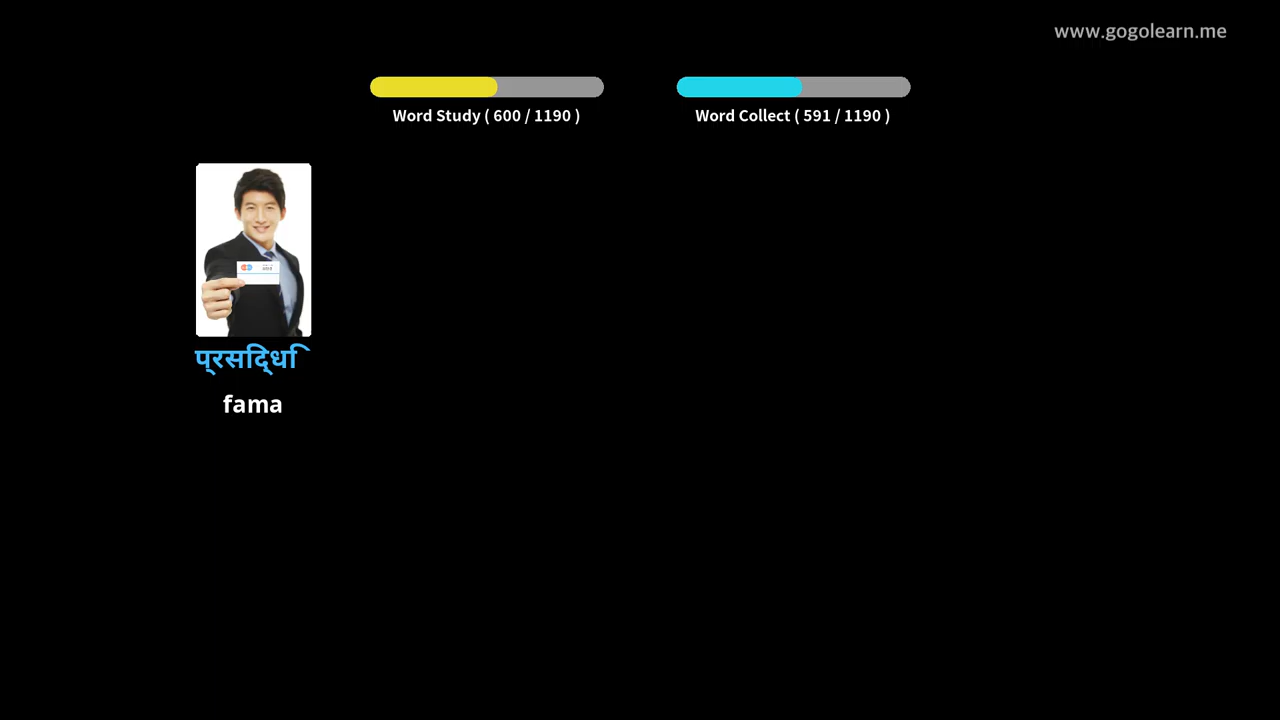 www.gogolearn.me
Word Study ( 600 / 1190 )
Word Collect ( 591 / 1190 )
प्रसिद्धि
fama